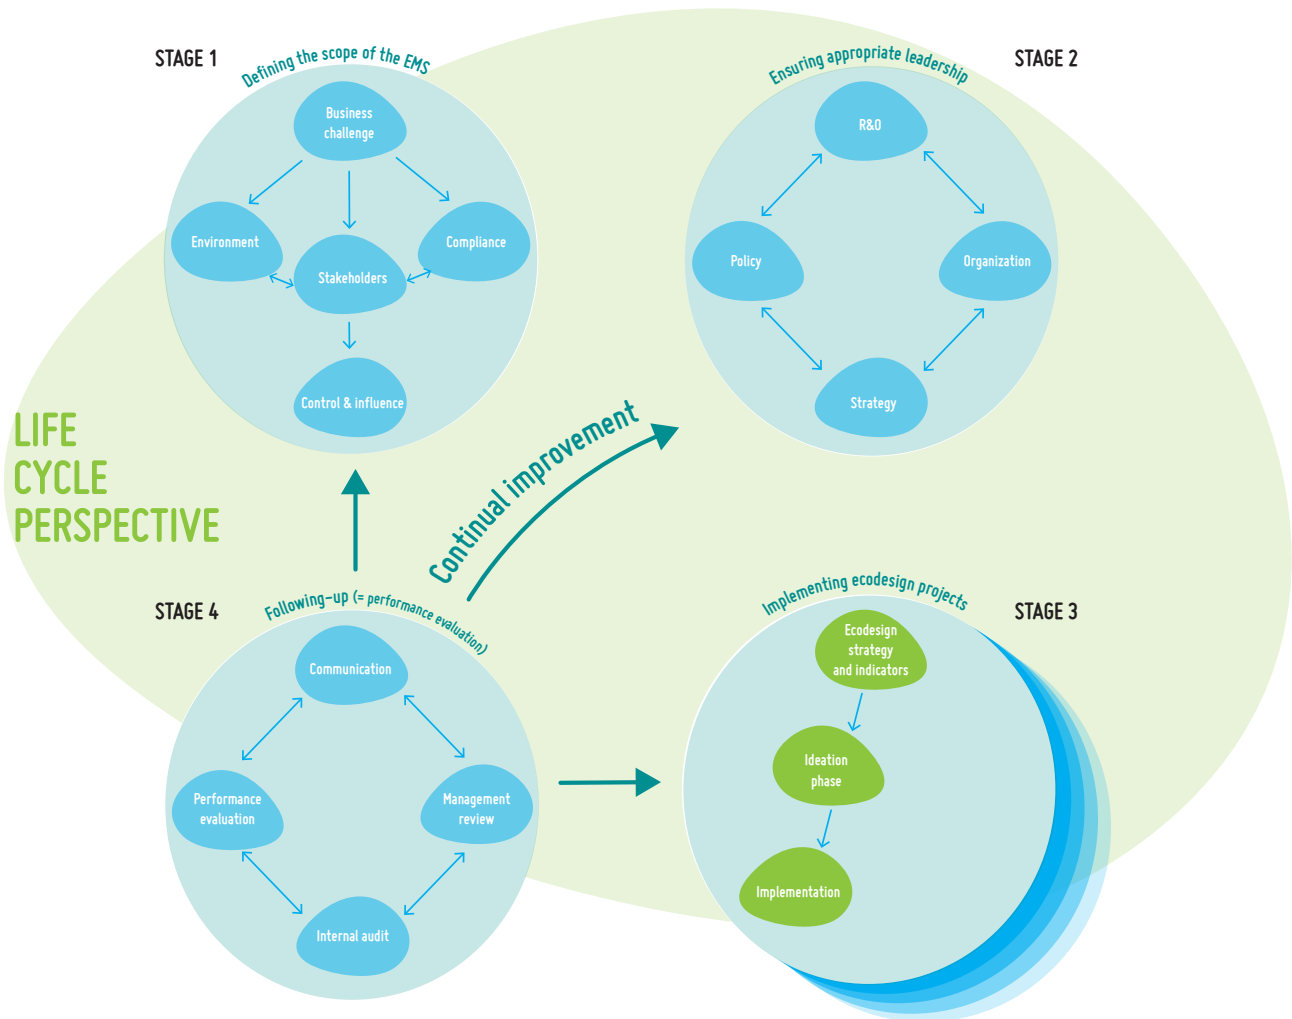 STAGE 1
Defining the scope of the EMS
Business
challenge
Environment
Compliance
Stakeholders
Control & influence
Ensuring appropriate leadership
STAGE 2
R&O
Policy
Organization
Strategy
LIFE
CYCLE
PERSPECTIVE
Continual improvement
STAGE 4
Following-up (= performance evaluation)
Communication
Performance
evaluation
Management
review
Internal audit
Implementing ecodesign projects
STAGE 3
Ecodesign
strategy
and indicators
Ideation
phase
Implementation